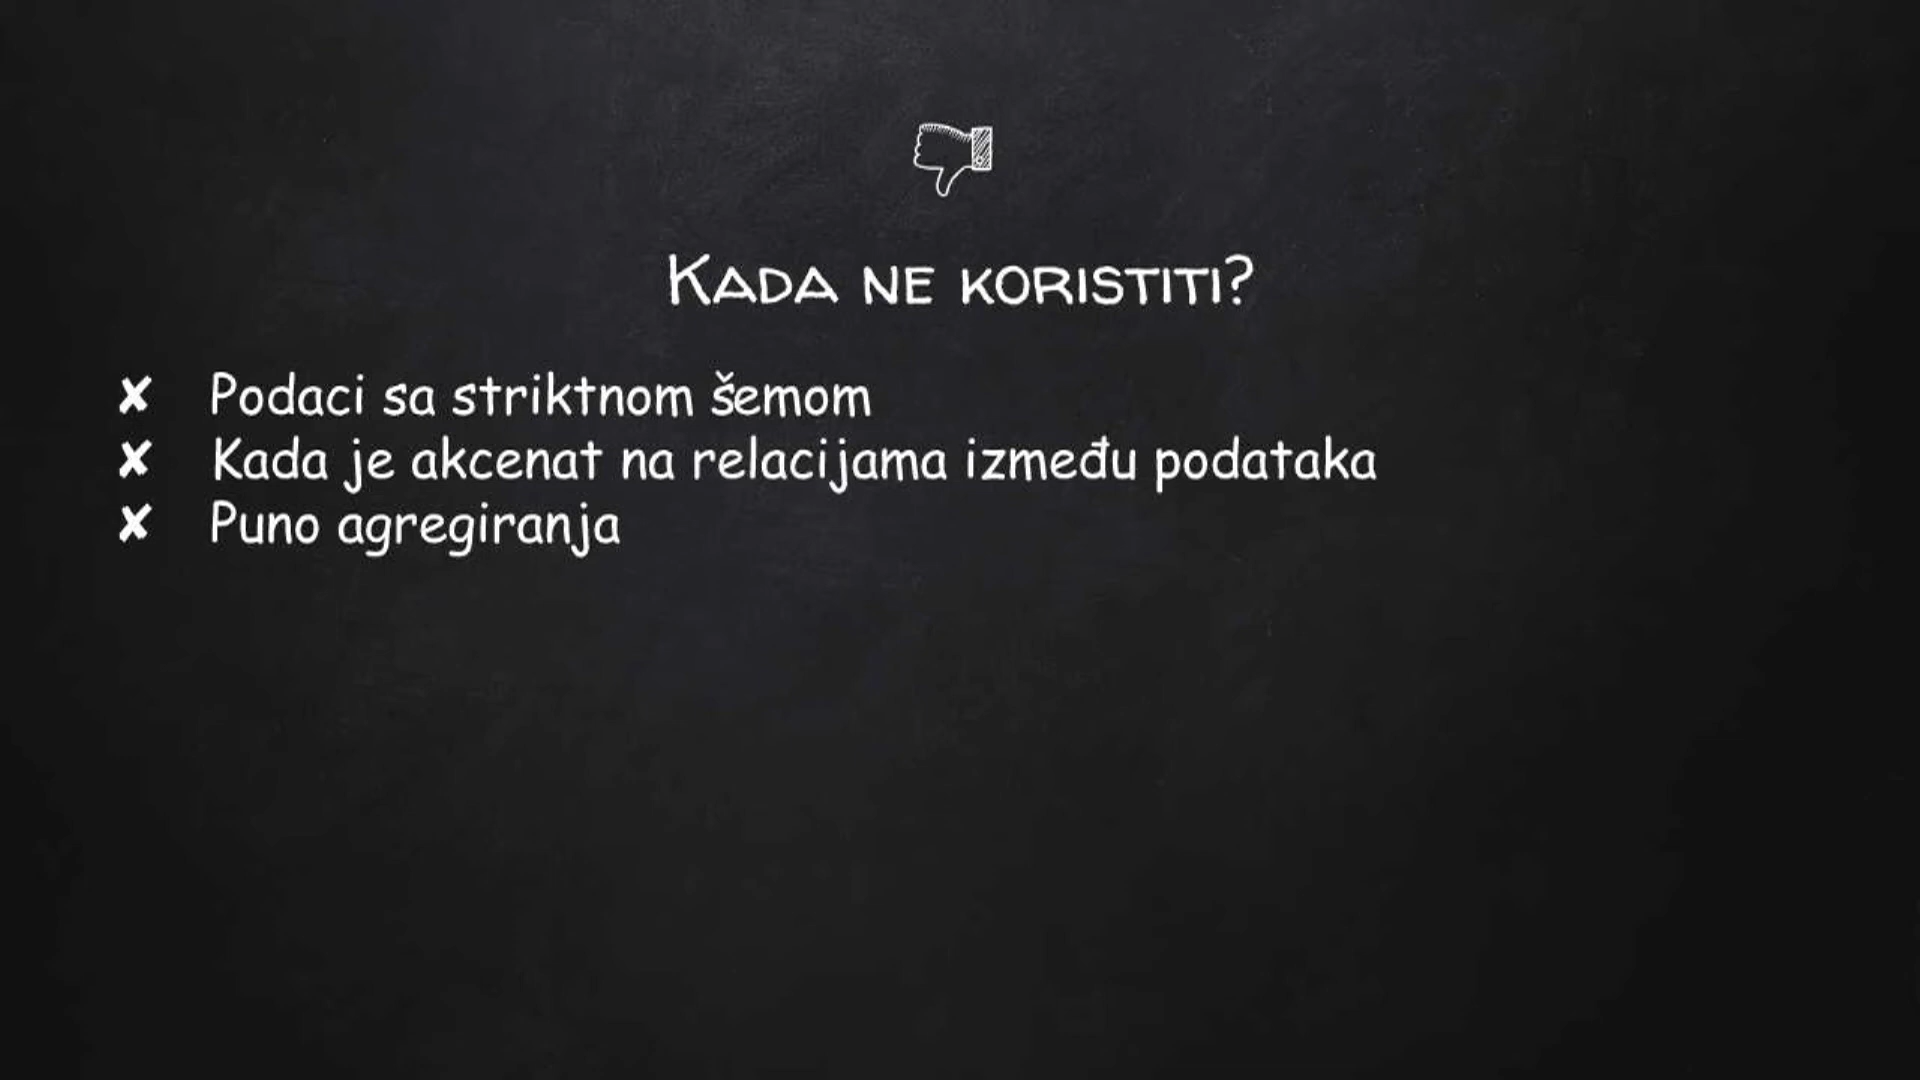 Kada ne koristiti?
✘ Podaci sa striktnom šemom
✘ Kada je akcenat na relacijama između podataka
✘ Puno agregiranja